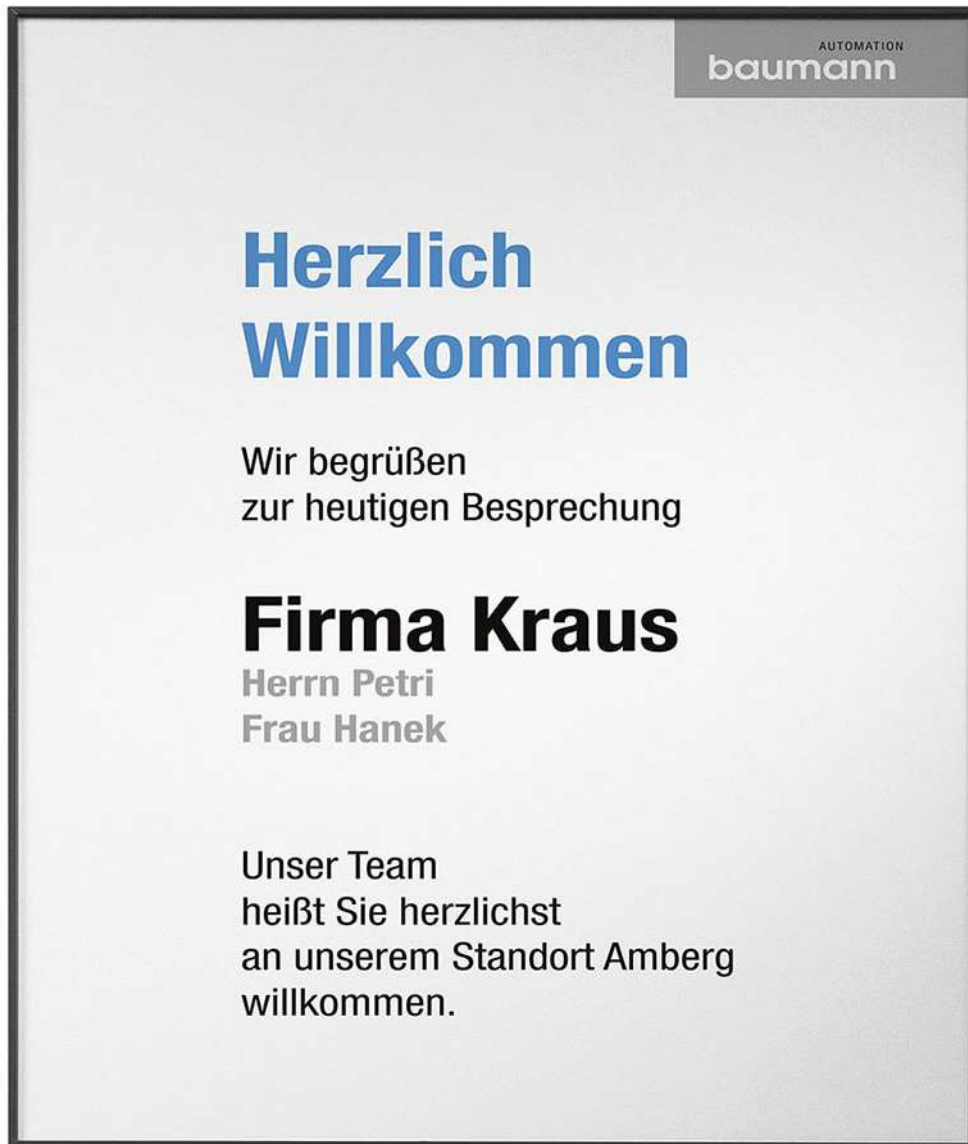 AUTOMATION
baumann
Herzlich
Willkommen
Wir begrüßen
zur heutigen Besprechung
Firma Kraus
Herrn Petri
Frau Hanek
Unser Team
heißt Sie herzlichst
an unserem Standort Amberg
willkommen.